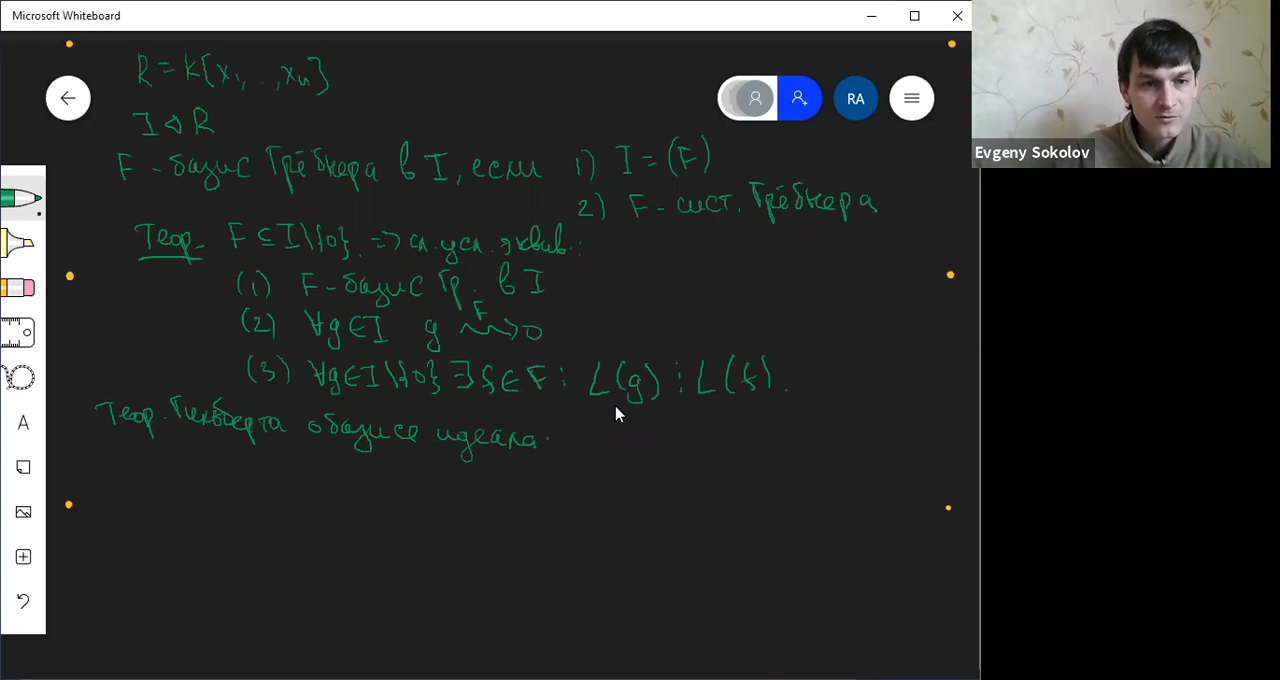 Microsoft Whiteboard
R = K[x₁, ..., xₙ]
RA
I ◁ R
F - базис Грёбнера в I, если 1) I = (F)
Evgeny Sokolov
2) F - сист. Грёбнера
Теор. F ⊆ I\{0}. => сл. усл. эквив.:
(1) F - базис Гр. в I
(2) ∀g∈I g ⇝ᶠ 0
(3) ∀g∈I\{0} ∃ f∈F : L(g) ⋮ L(f).
Теор. Гильберта о базисе идеала.
A